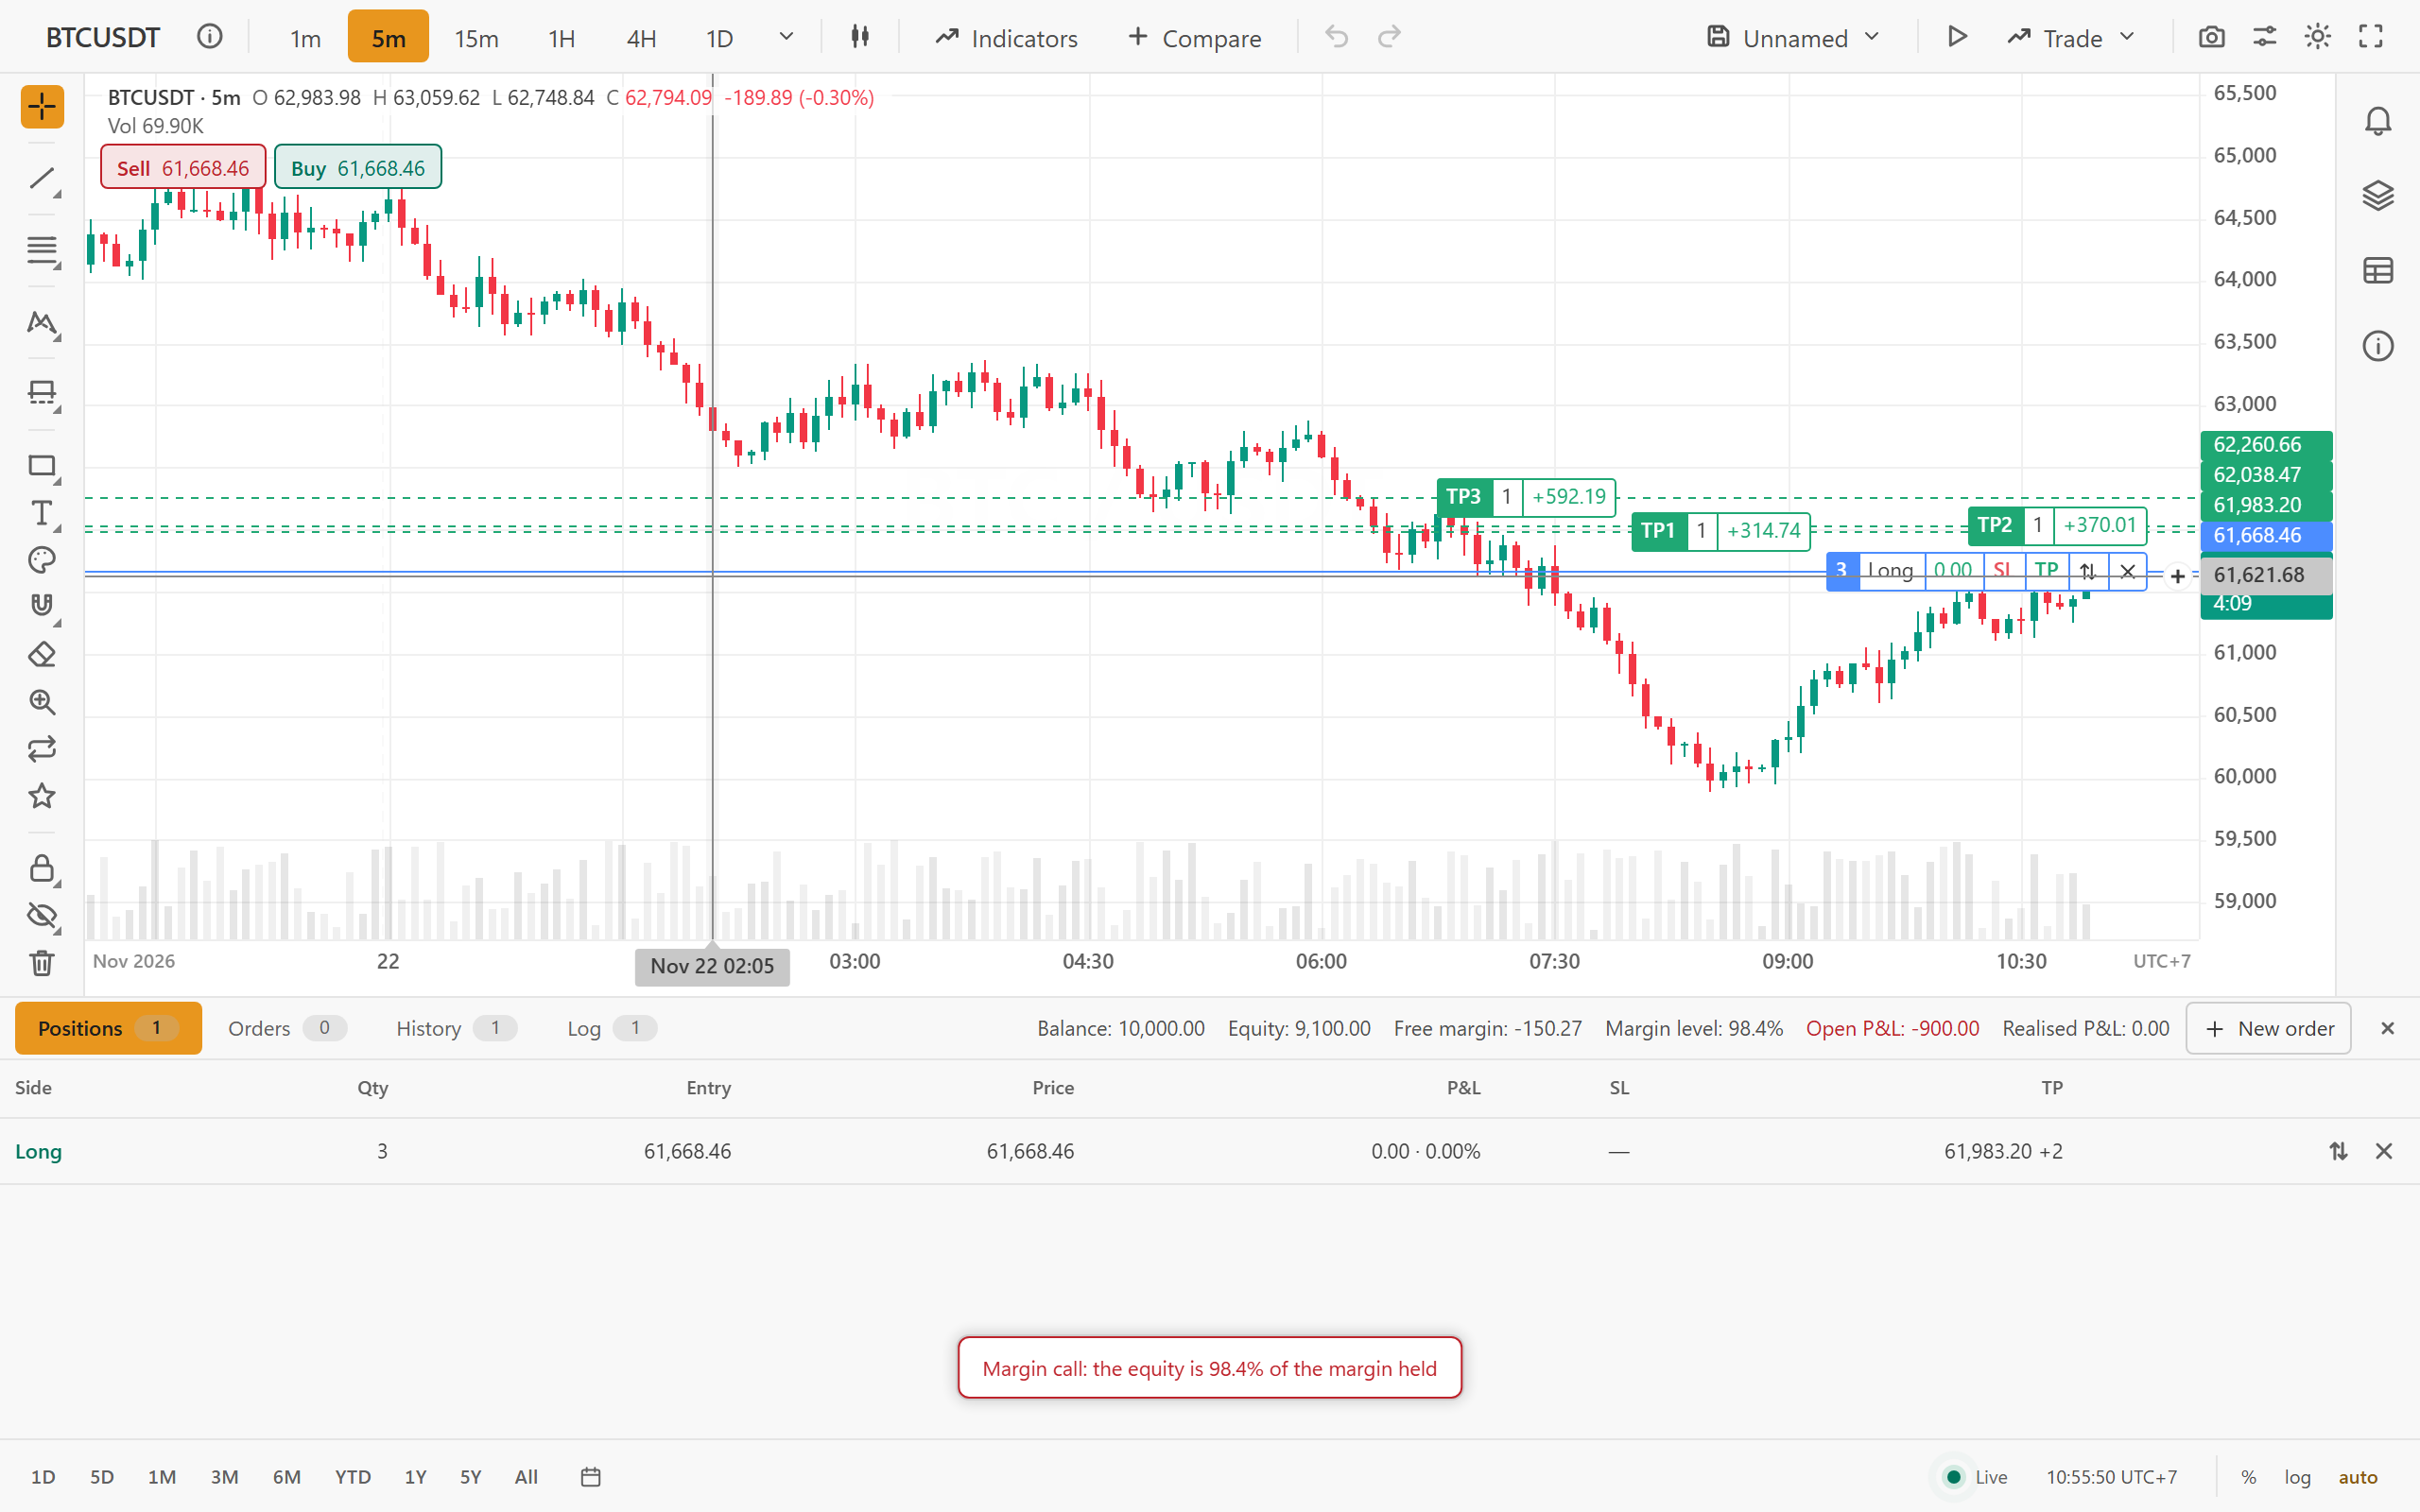 BTCUSDT 1m 5m 15m 1H 4H 1D Indicators Compare Unnamed Trade
BTCUSDT · 5m O 62,983.98 H 63,059.62 L 62,748.84 C 62,794.09 -189.89 (-0.30%)
Vol 69.90K
Sell 61,668.46 Buy 61,668.46
65,500
65,000
64,500
64,000
63,500
63,000
62,260.66
62,038.47
61,983.20
61,668.46
61,621.68
4:09
61,000
60,500
60,000
59,500
59,000
TP3 1 +592.19
TP1 1 +314.74
TP2 1 +370.01
3 Long 0.00 SL TP
Nov 2026 22 Nov 22 02:05 03:00 04:30 06:00 07:30 09:00 10:30 UTC+7
Positions 1 Orders 0 History 1 Log 1 Balance: 10,000.00 Equity: 9,100.00 Free margin: -150.27 Margin level: 98.4% Open P&L: -900.00 Realised P&L: 0.00 New order
Side Qty Entry Price P&L SL TP
Long 3 61,668.46 61,668.46 0.00 · 0.00% — 61,983.20 +2
Margin call: the equity is 98.4% of the margin held
1D 5D 1M 3M 6M YTD 1Y 5Y All Live 10:55:50 UTC+7 % log auto